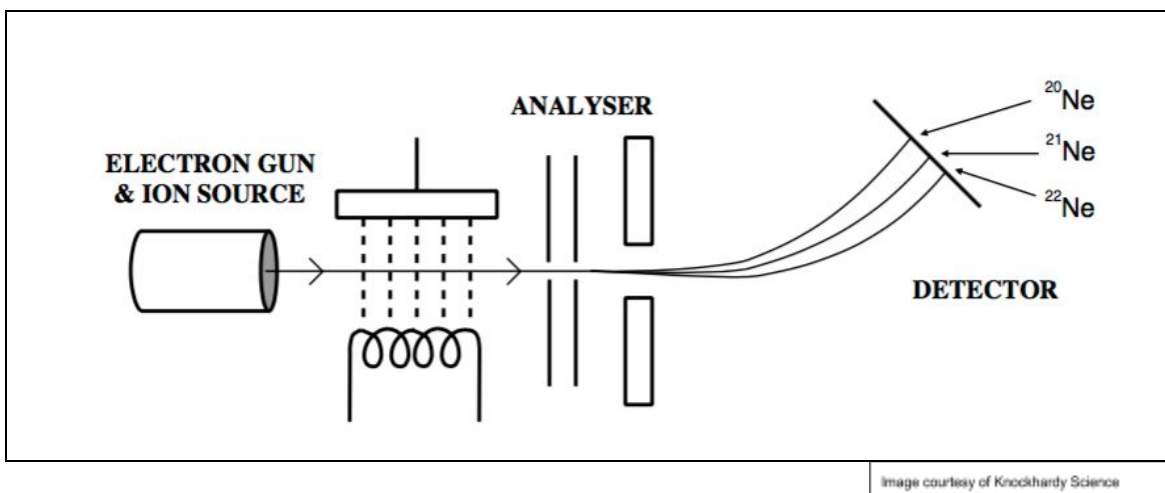 ANALYSER
ELECTRON GUN
& ION SOURCE
²⁰Ne
²¹Ne
²²Ne
DETECTOR
Image courtesy of Knockhardy Science